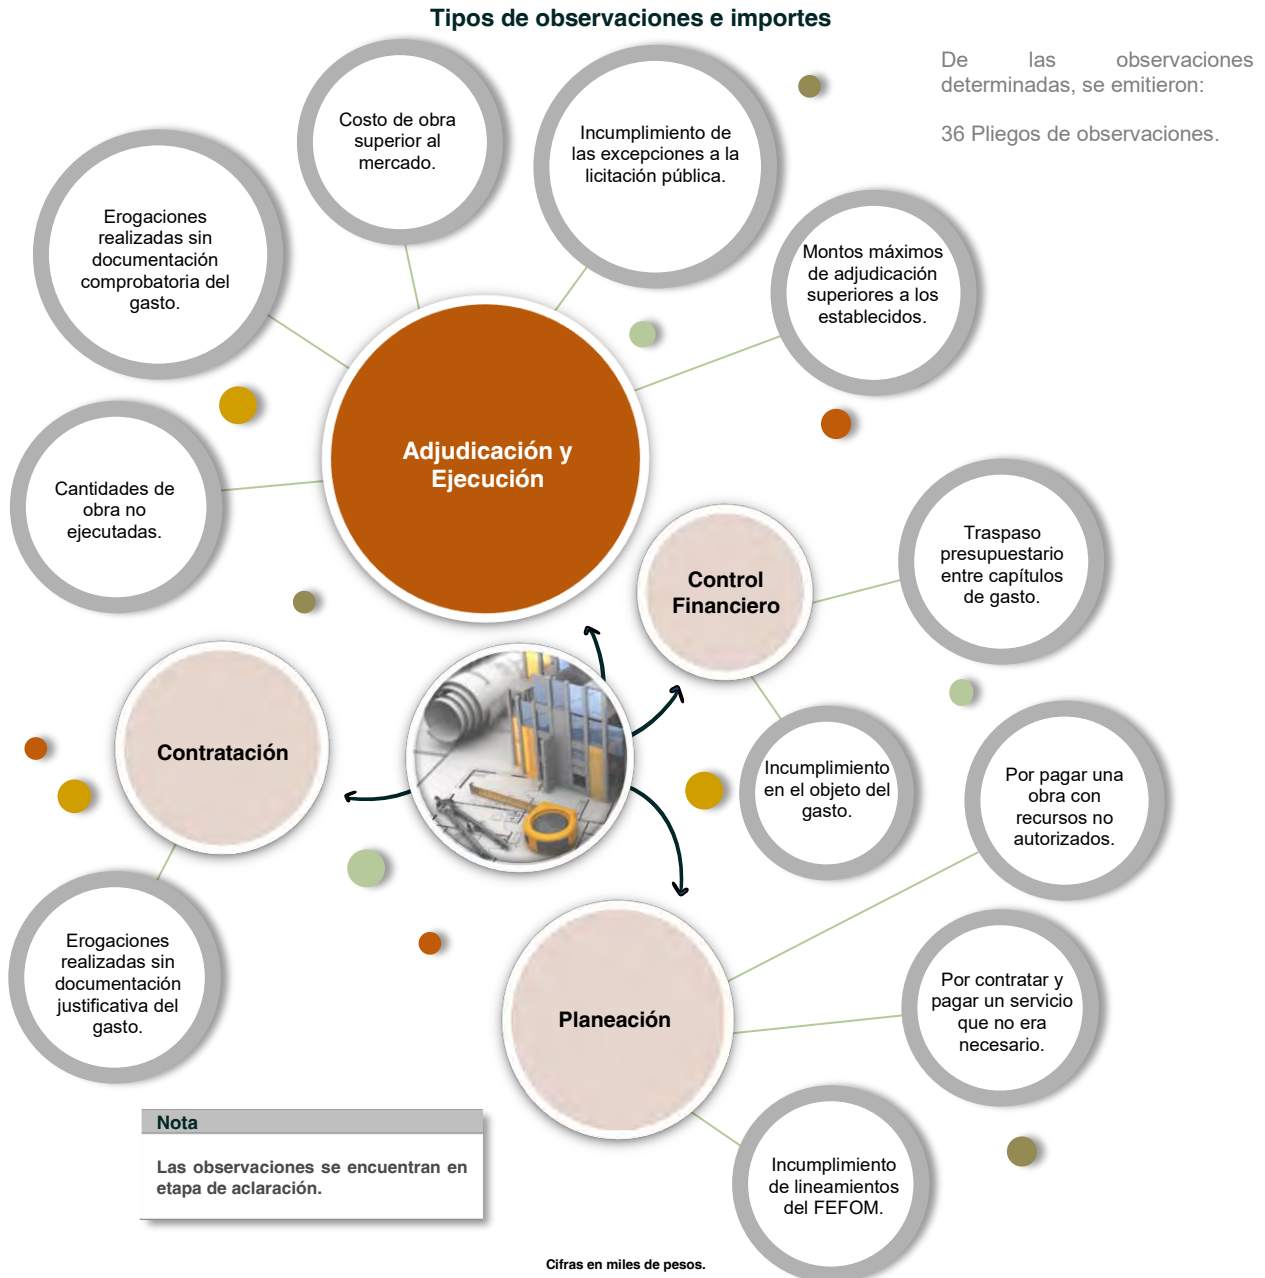 Tipos de observaciones e importes
De las observaciones
determinadas, se emitieron:
36 Pliegos de observaciones.
Costo de obra
superior al
mercado.
Incumplimiento de
las excepciones a la
licitación pública.
Erogaciones
realizadas sin
documentación
comprobatoria del
gasto.
Montos máximos
de adjudicación
superiores a los
establecidos.
Adjudicación y
Ejecución
Cantidades de
obra no
ejecutadas.
Control
Financiero
Traspaso
presupuestario
entre capítulos
de gasto.
Contratación
Incumplimiento
en el objeto del
gasto.
Por pagar una
obra con
recursos no
autorizados.
Erogaciones
realizadas sin
documentación
justificativa del
gasto.
Planeación
Por contratar y
pagar un servicio
que no era
necesario.
Incumplimiento
de lineamientos
del FEFOM.
Nota
Las observaciones se encuentran en
etapa de aclaración.
Cifras en miles de pesos.